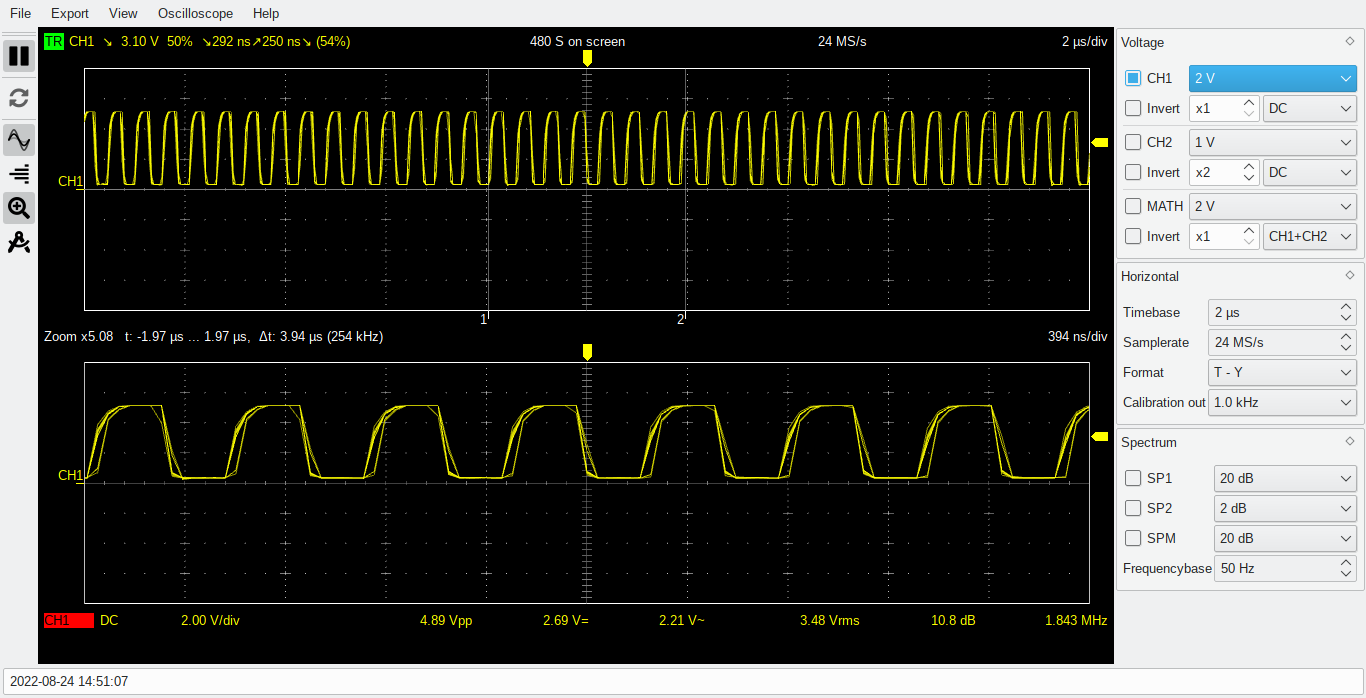 File Export View Oscilloscope Help
TR CH1 ↘ 3.10 V 50% ↘292 ns↗250 ns↘ (54%) 480 S on screen 24 MS/s 2 µs/div
CH1
1 2
Zoom x5.08 t: -1.97 µs ... 1.97 µs, Δt: 3.94 µs (254 kHz) 394 ns/div
CH1
CH1 DC 2.00 V/div 4.89 Vpp 2.69 V= 2.21 V~ 3.48 Vrms 10.8 dB 1.843 MHz
Voltage
CH1 2 V
Invert x1 DC
CH2 1 V
Invert x2 DC
MATH 2 V
Invert x1 CH1+CH2
Horizontal
Timebase 2 µs
Samplerate 24 MS/s
Format T - Y
Calibration out 1.0 kHz
Spectrum
SP1 20 dB
SP2 2 dB
SPM 20 dB
Frequencybase 50 Hz
2022-08-24 14:51:07